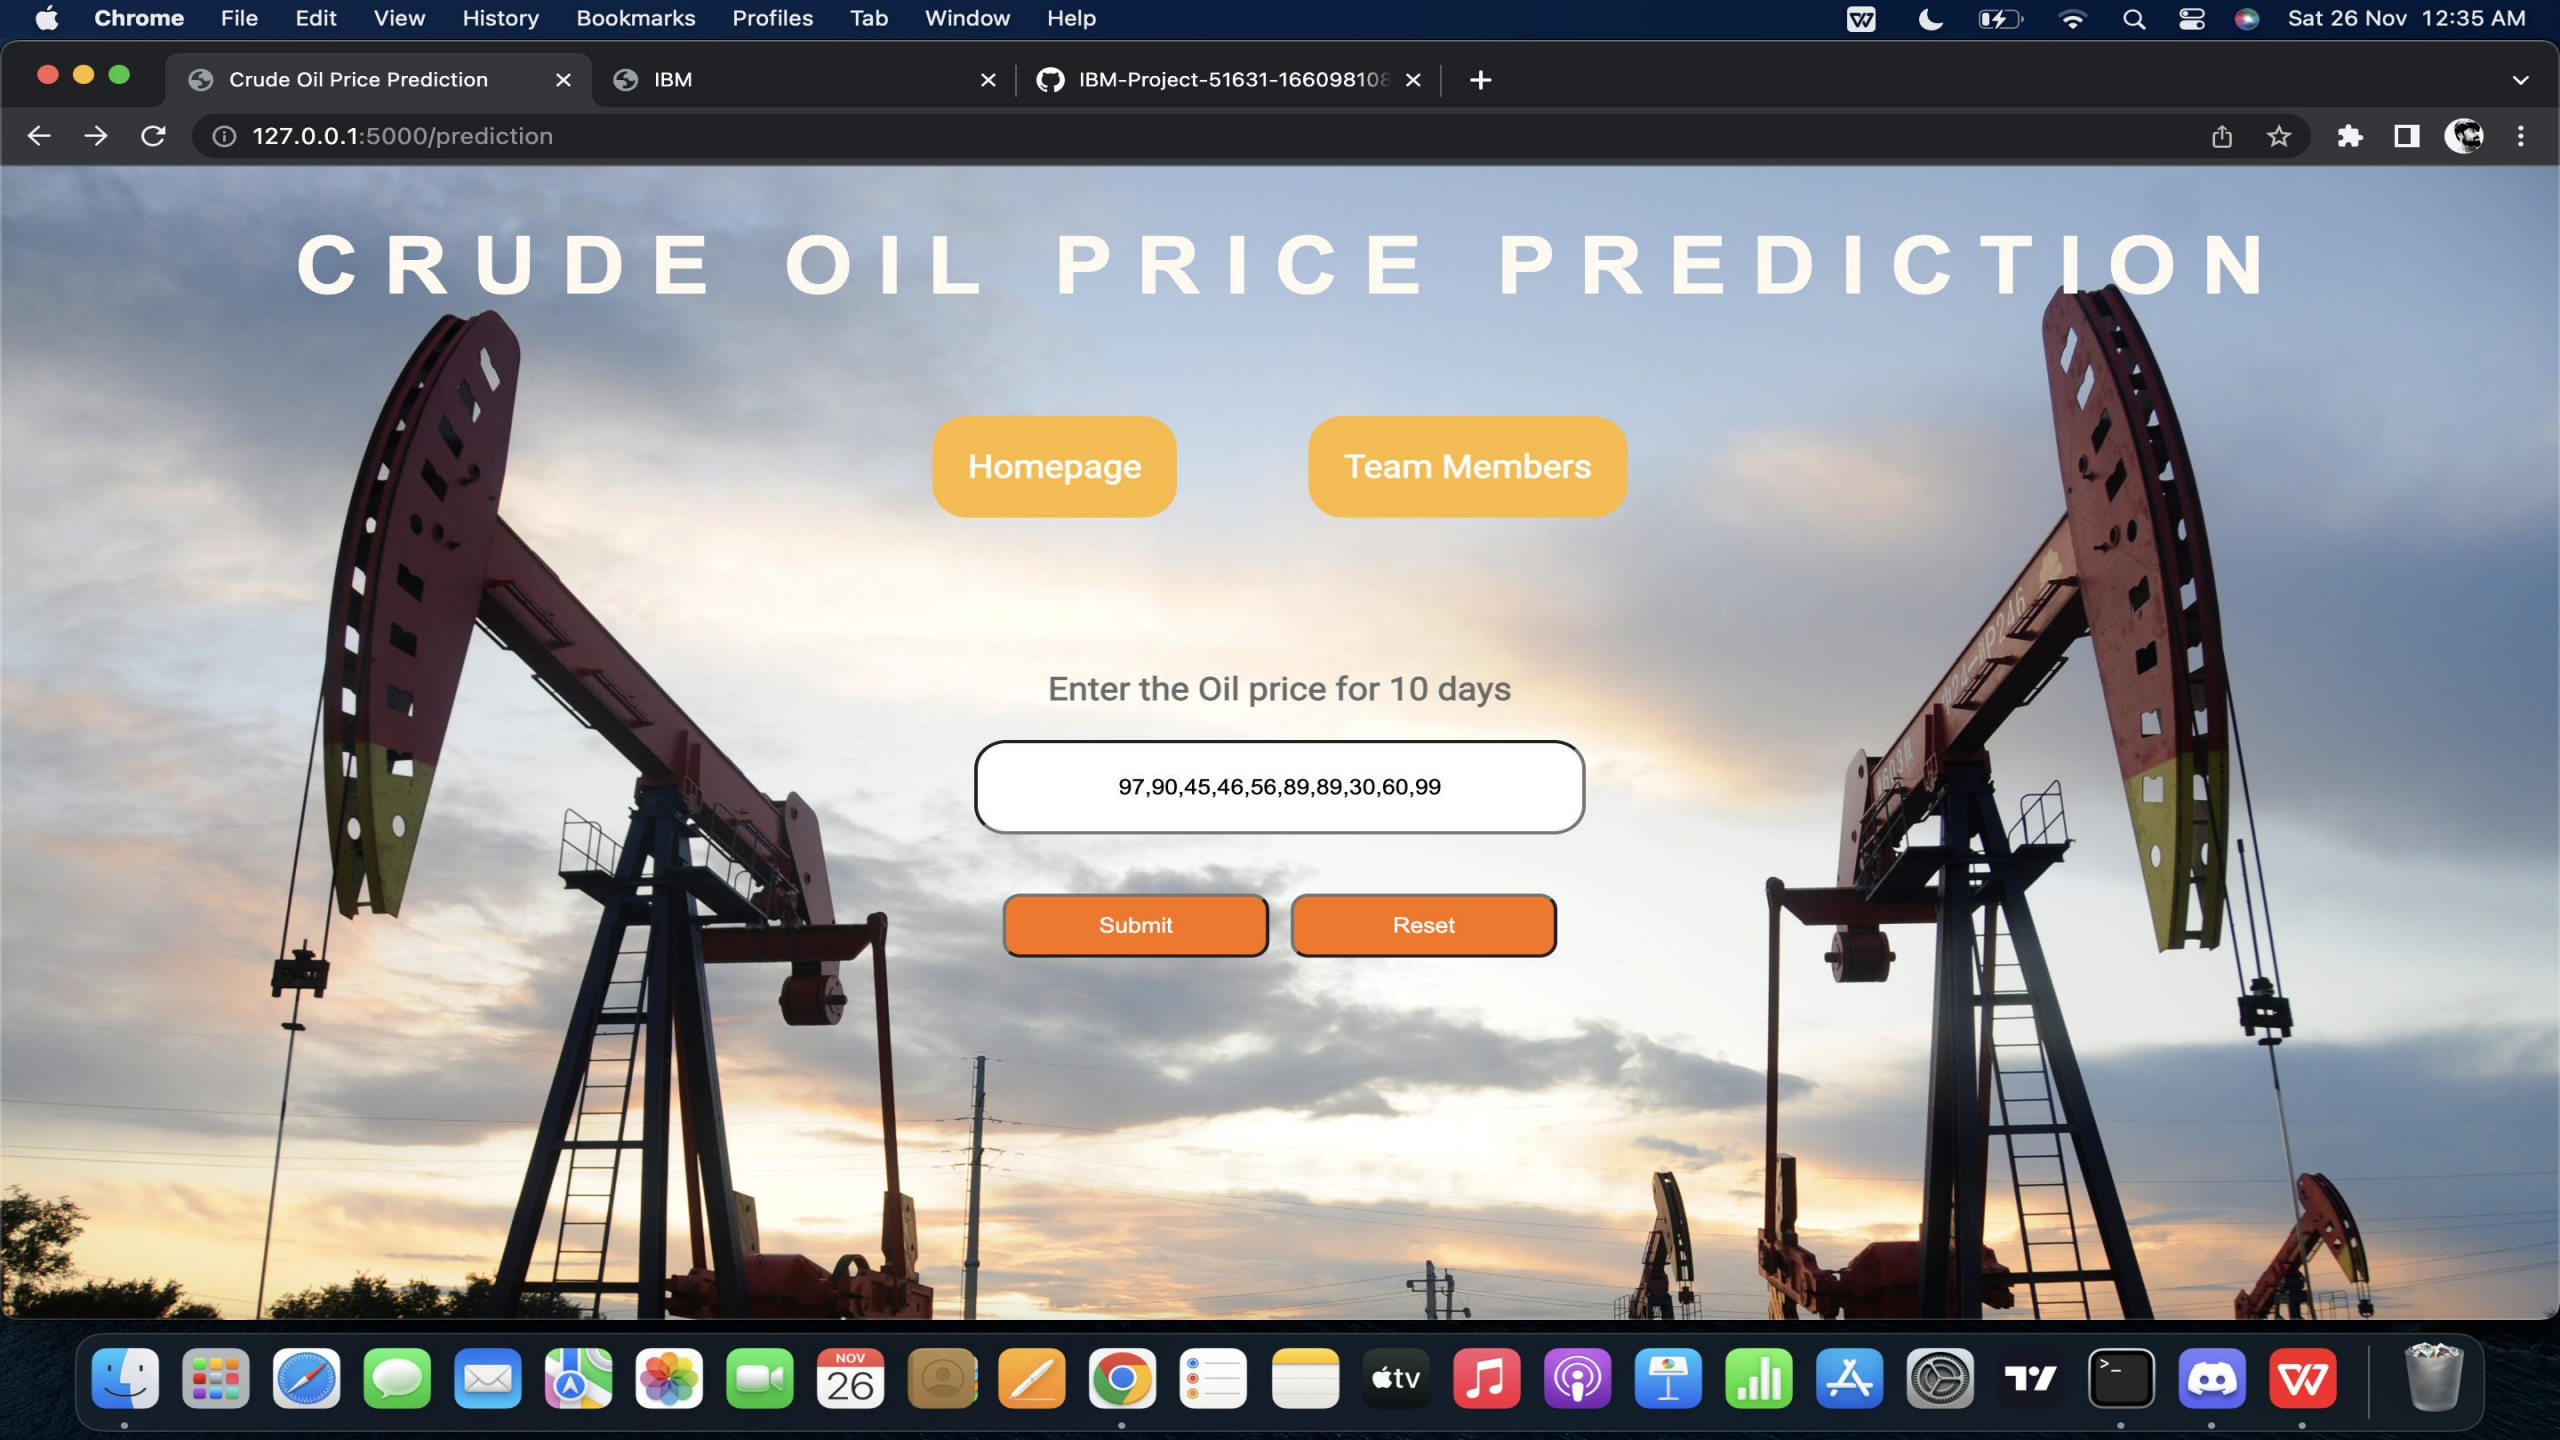 Chrome File Edit View History Bookmarks Profiles Tab Window Help Sat 26 Nov 12:35 AM
Crude Oil Price Prediction IBM IBM-Project-51631-166098108
127.0.0.1:5000/prediction
CRUDE OIL PRICE PREDICTION
Homepage Team Members
Enter the Oil price for 10 days
97,90,45,46,56,89,89,30,60,99
Submit Reset
NOV
26
tv